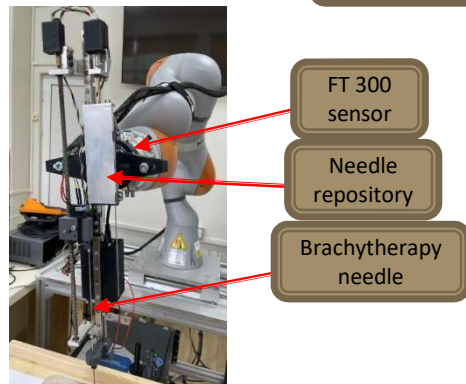 FT 300
sensor
Needle
repository
Brachytherapy
needle